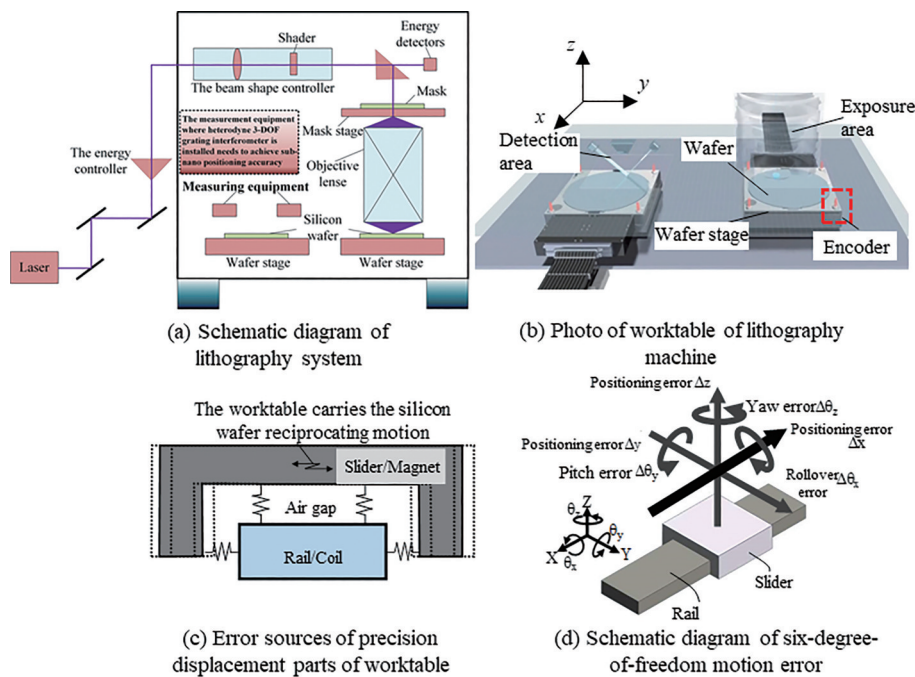 Shader
Energy
detectors
The beam shape controller
Mask
The measurement equipment
where heterodyne 3-DOF
grating interferometer is
installed needs to achieve sub-
nano positioning accuracy
Mask stage
The energy
controller
Objective
lense
Measuring equipment
Silicon
wafer
Laser
Wafer stage
Wafer stage
(a) Schematic diagram of
lithography system
z
y
x
Detection
area
Exposure
area
Wafer
Wafer stage
Encoder
(b) Photo of worktable of lithography
machine
The worktable carries the silicon
wafer reciprocating motion
Slider/Magnet
Air gap
Rail/Coil
(c) Error sources of precision
displacement parts of worktable
Positioning error Δz
Yaw errorΔθz
Positioning error
Δx
Positioning error Δy
Pitch error Δθy
Rollover Δθx
error
Z
θz
θy
X
Y
θx
Slider
Rail
(d) Schematic diagram of six-degree-
of-freedom motion error